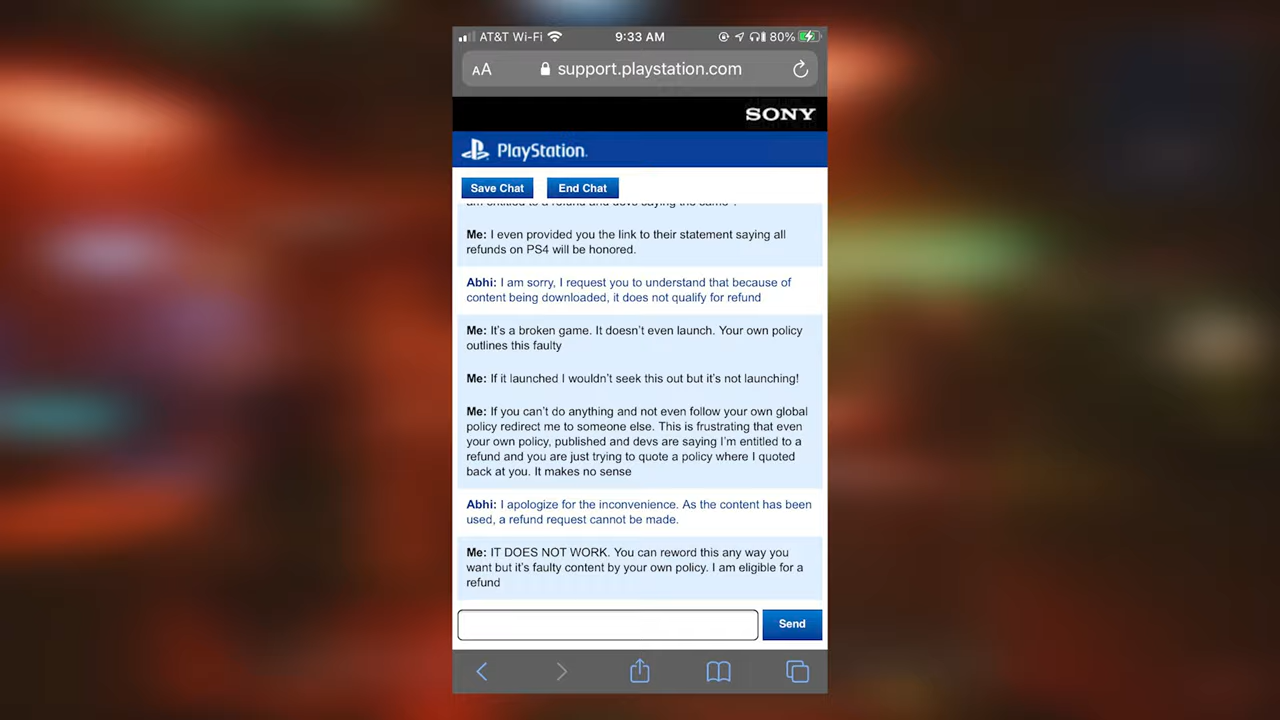 AT&T Wi-Fi 9:33 AM 80%
AA support.playstation.com
SONY
PlayStation
Save Chat End Chat
am entitled to a refund and devs saying the same
Me: I even provided you the link to their statement saying all
refunds on PS4 will be honored.
Abhi: I am sorry, I request you to understand that because of
content being downloaded, it does not qualify for refund
Me: It's a broken game. It doesn't even launch. Your own policy
outlines this faulty
Me: If it launched I wouldn't seek this out but it's not launching!
Me: If you can't do anything and not even follow your own global
policy redirect me to someone else. This is frustrating that even
your own policy, published and devs are saying I'm entitled to a
refund and you are just trying to quote a policy where I quoted
back at you. It makes no sense
Abhi: I apologize for the inconvenience. As the content has been
used, a refund request cannot be made.
Me: IT DOES NOT WORK. You can reword this any way you
want but it's faulty content by your own policy. I am eligible for a
refund
Send